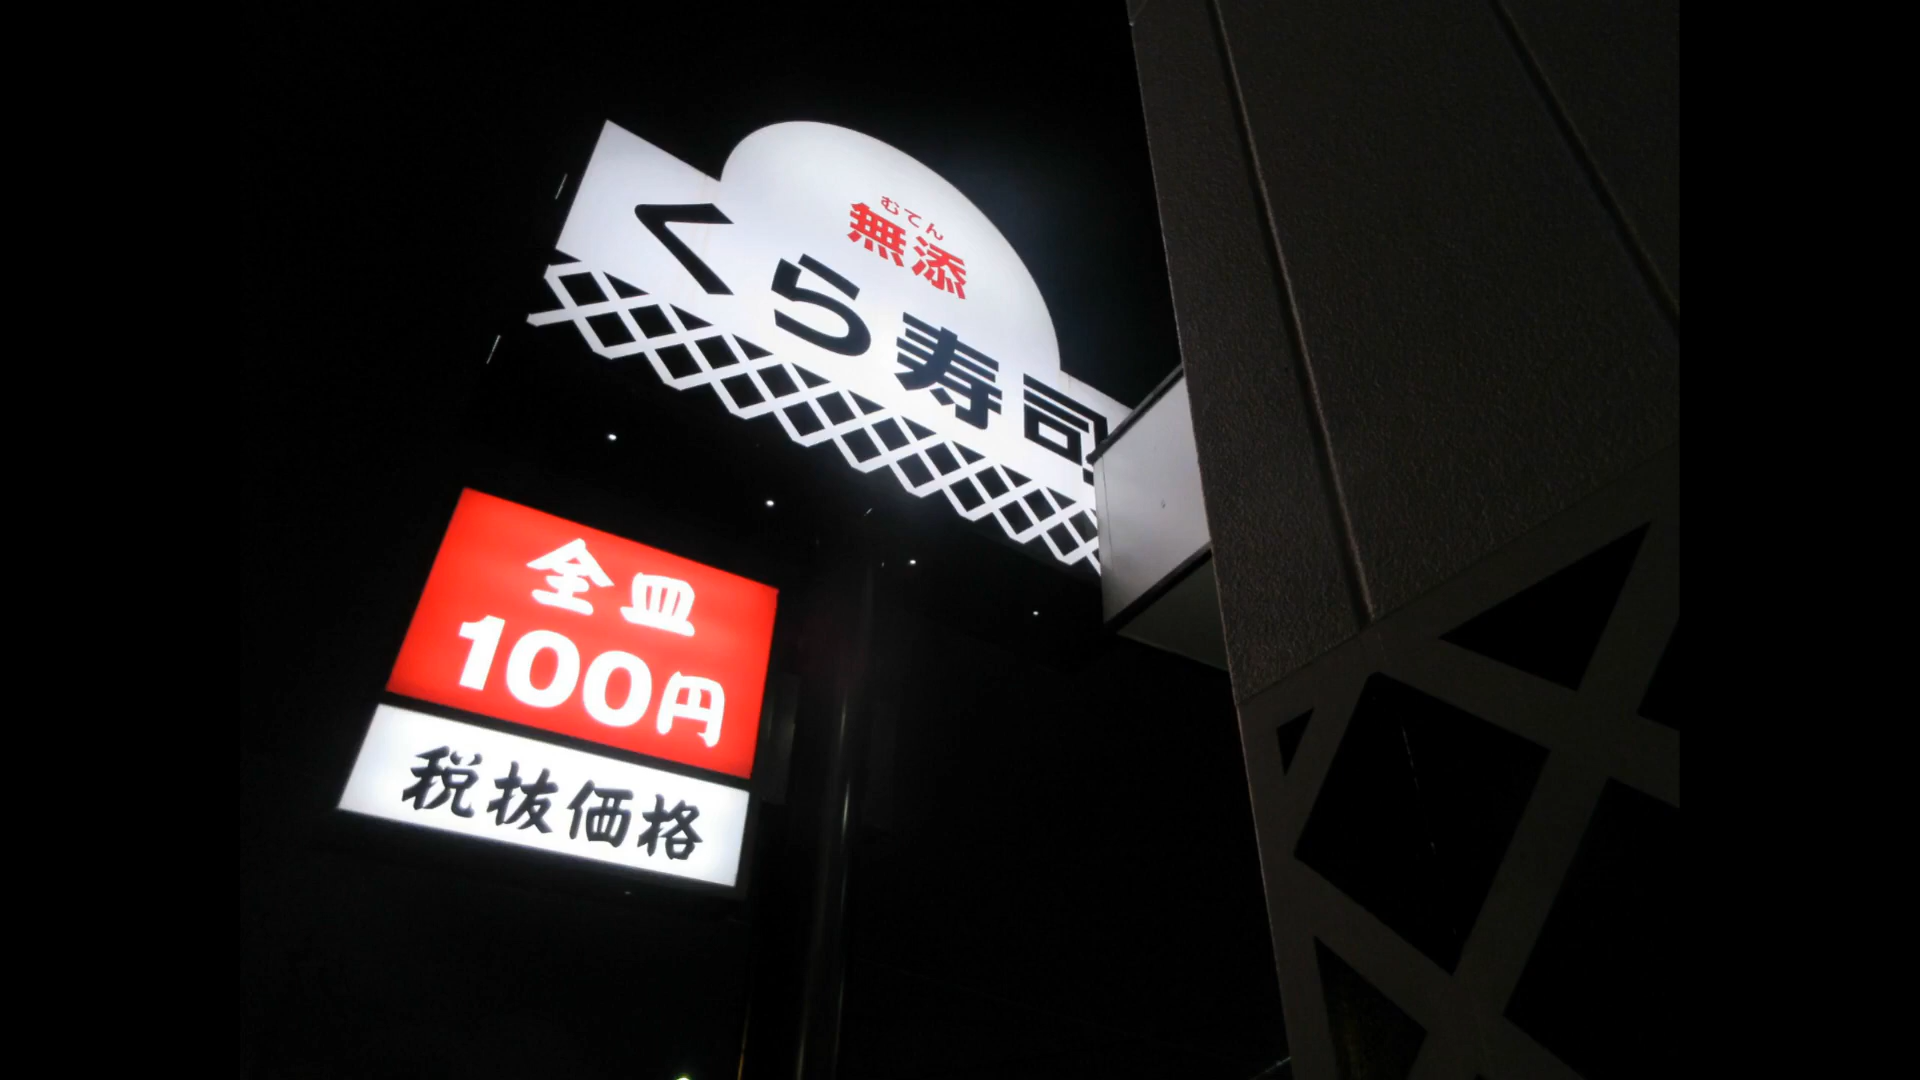 むてん
無添
くら寿司
全皿
100円
税抜価格